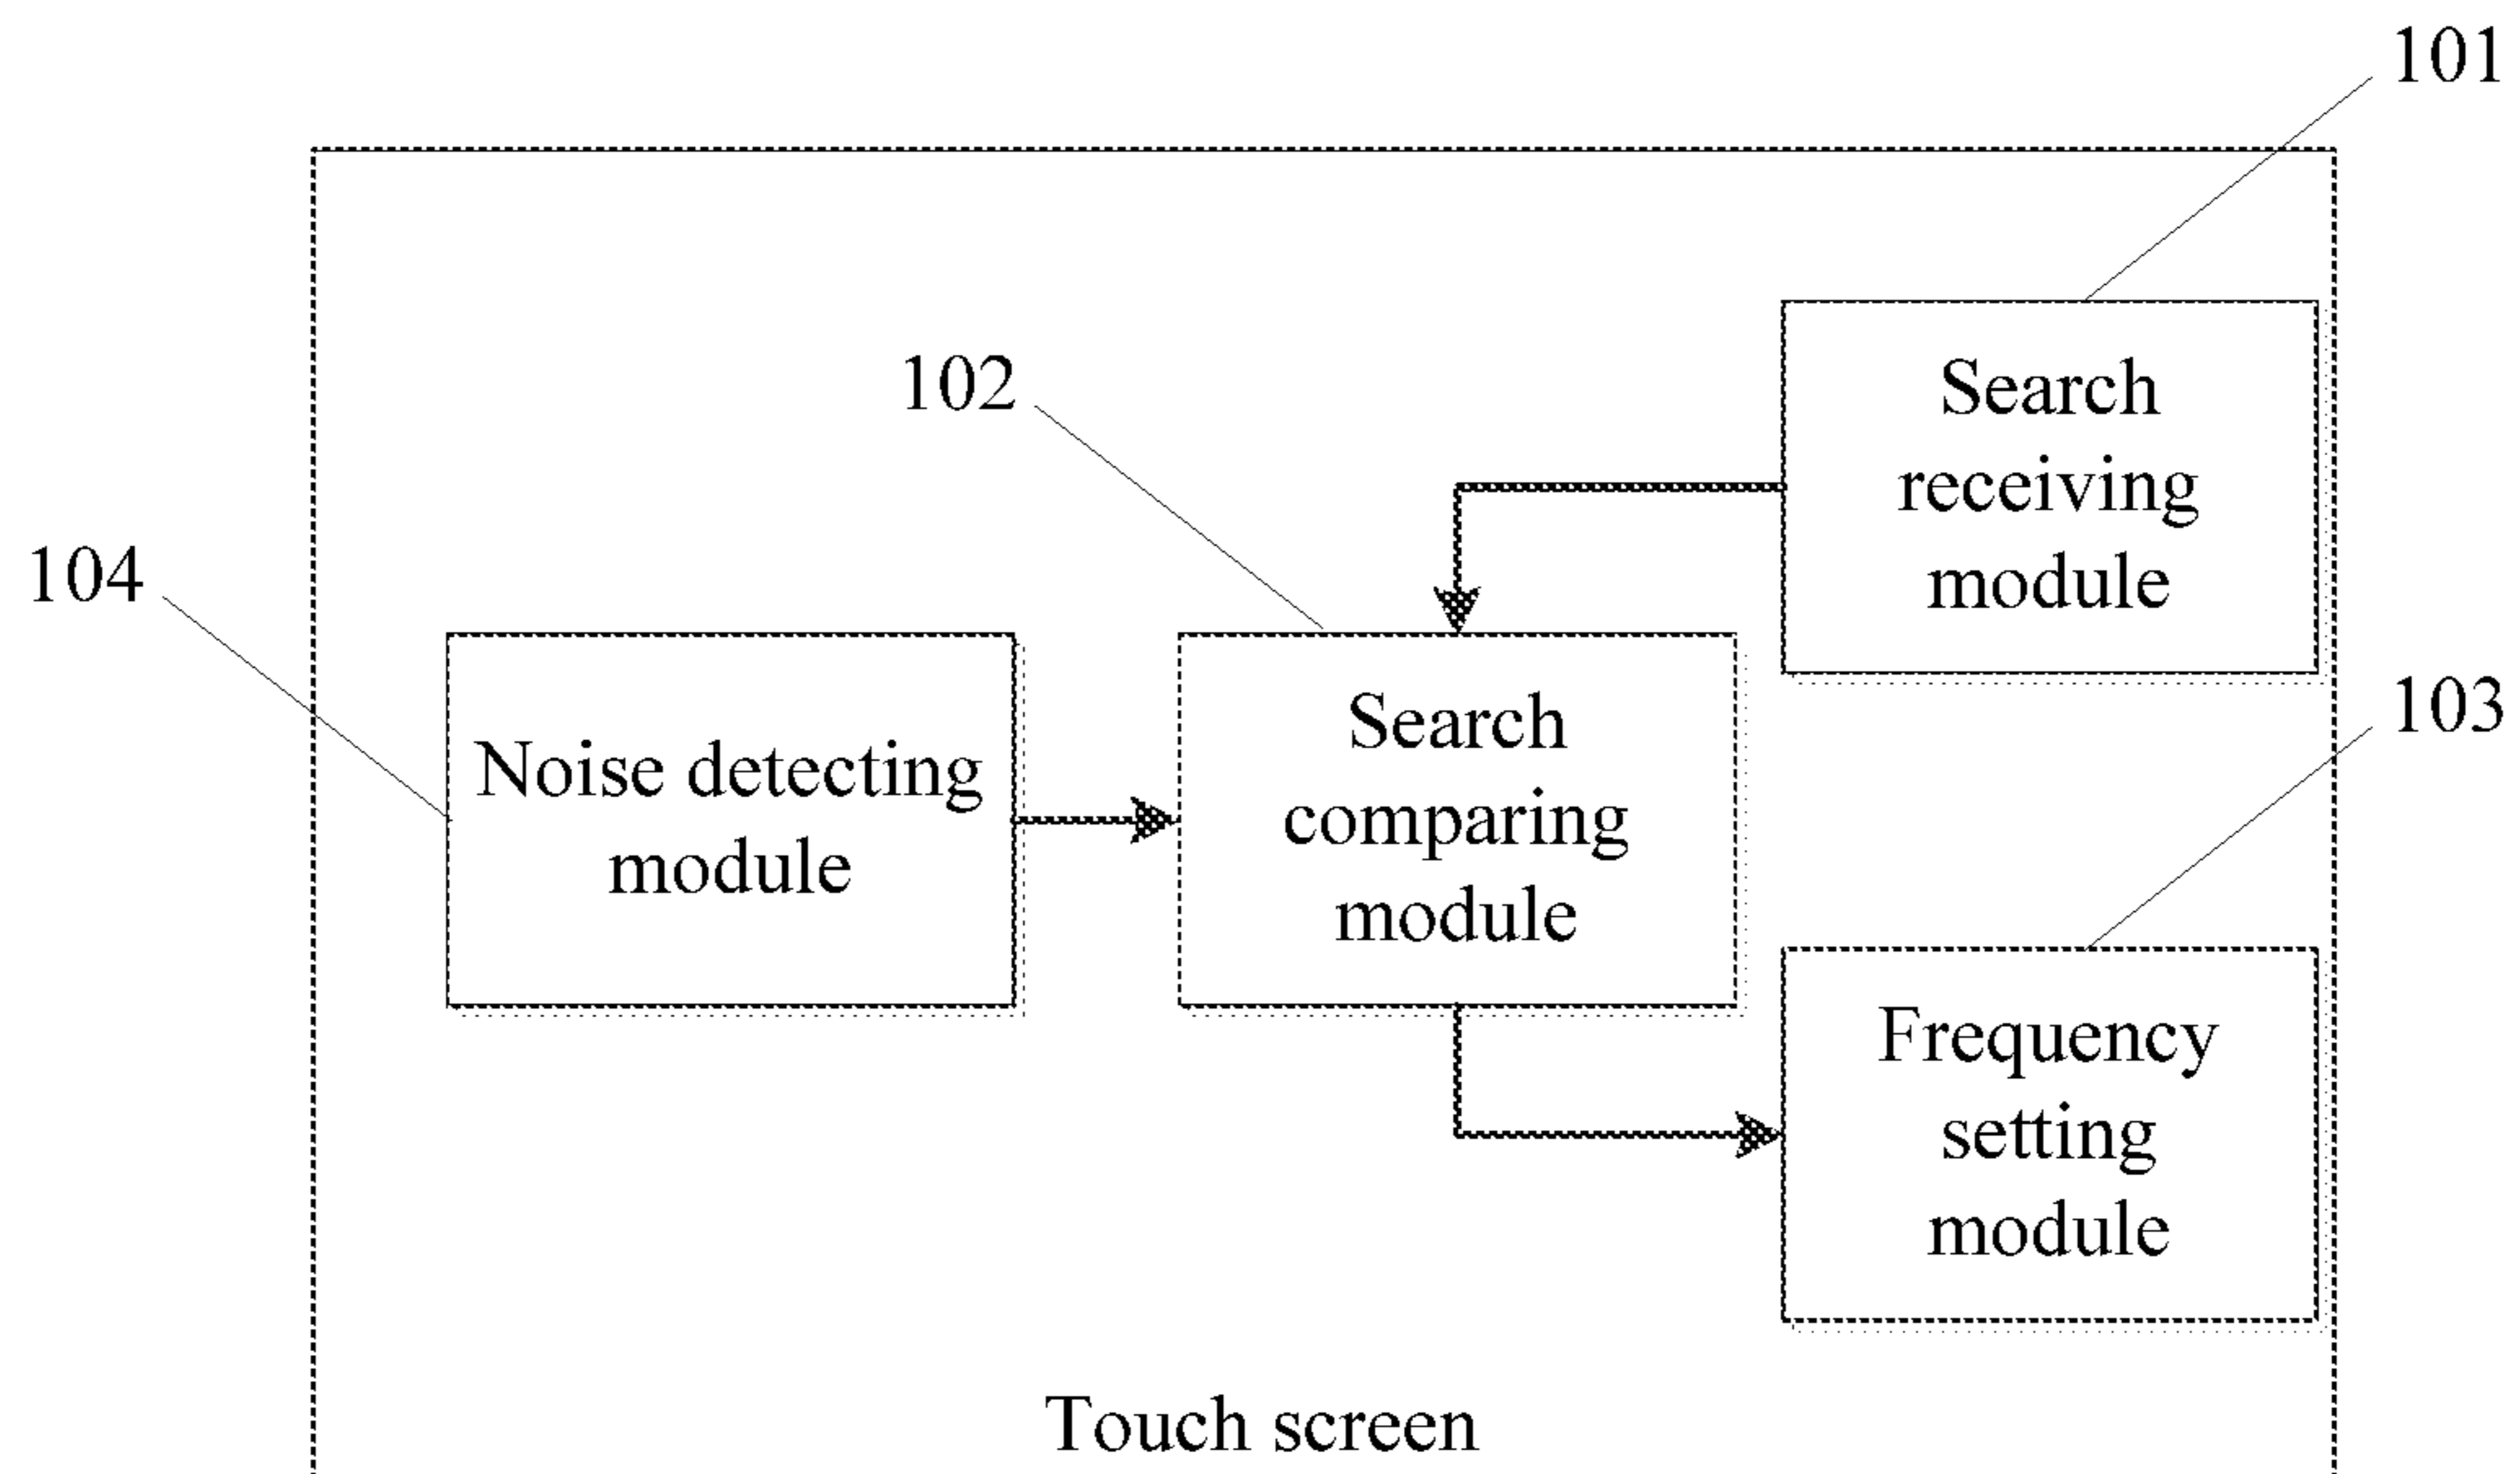 101
Search
receiving
module
102
104
Noise detecting
module
Search
comparing
module
103
Frequency
setting
module
Touch screen